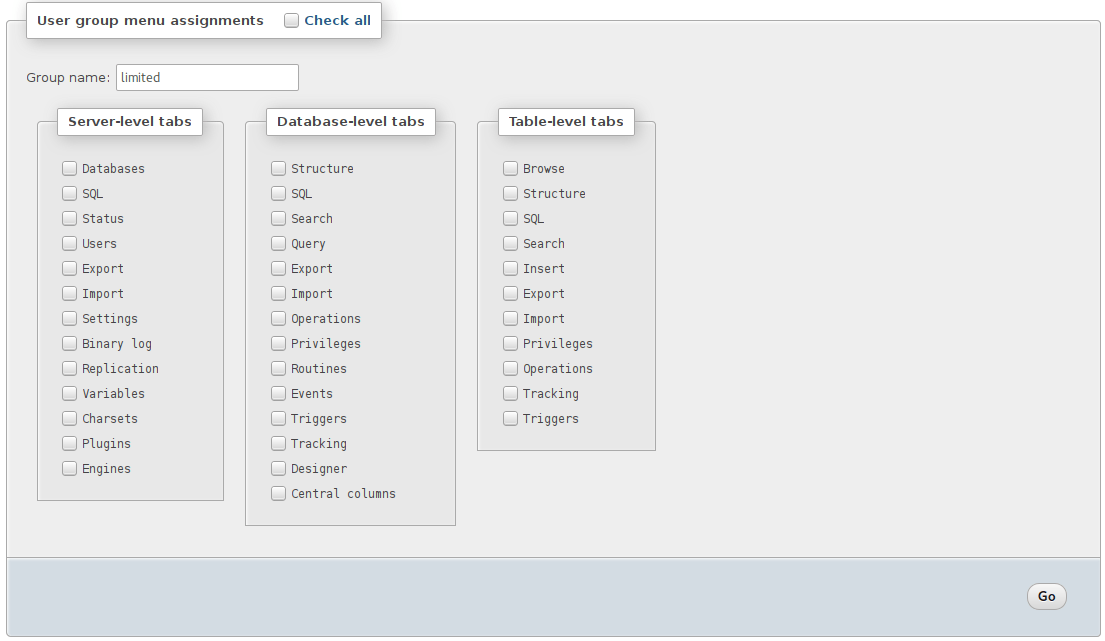 User group menu assignments Check all
Group name: limited
Server-level tabs
Databases
SQL
Status
Users
Export
Import
Settings
Binary log
Replication
Variables
Charsets
Plugins
Engines
Database-level tabs
Structure
SQL
Search
Query
Export
Import
Operations
Privileges
Routines
Events
Triggers
Tracking
Designer
Central columns
Table-level tabs
Browse
Structure
SQL
Search
Insert
Export
Import
Privileges
Operations
Tracking
Triggers
Go